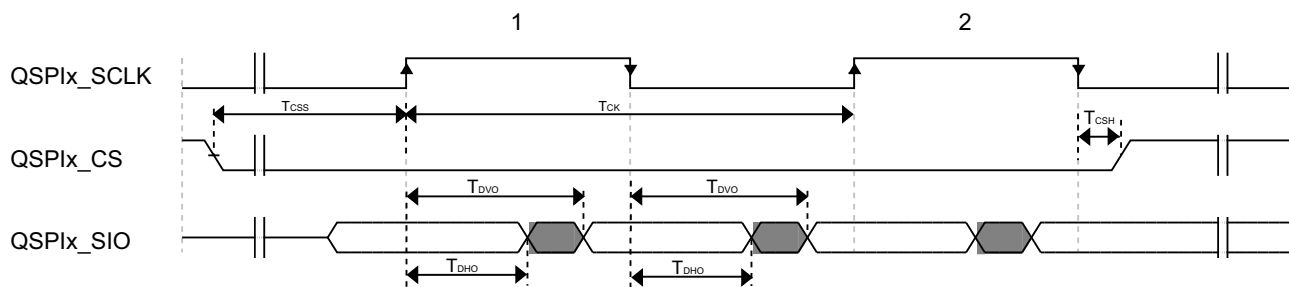 1 2
QSPIx_SCLK
TCSS TCK
TCSH
QSPIx_CS
TDVO TDVO
QSPIx_SIO
TDHO TDHO